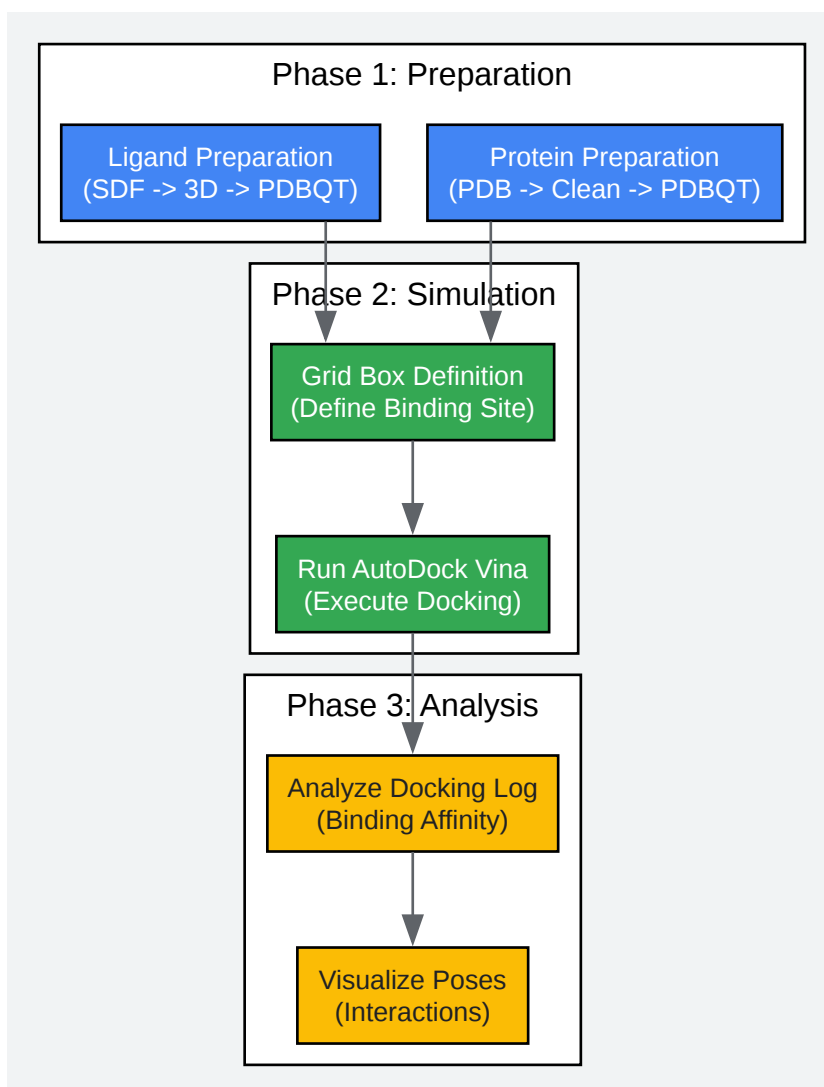 Phase 1: Preparation
Ligand Preparation
(SDF -> 3D -> PDBQT)
Protein Preparation
(PDB -> Clean -> PDBQT)
Phase 2: Simulation
Grid Box Definition
(Define Binding Site)
Run AutoDock Vina
(Execute Docking)
Phase 3: Analysis
Analyze Docking Log
(Binding Affinity)
Visualize Poses
(Interactions)